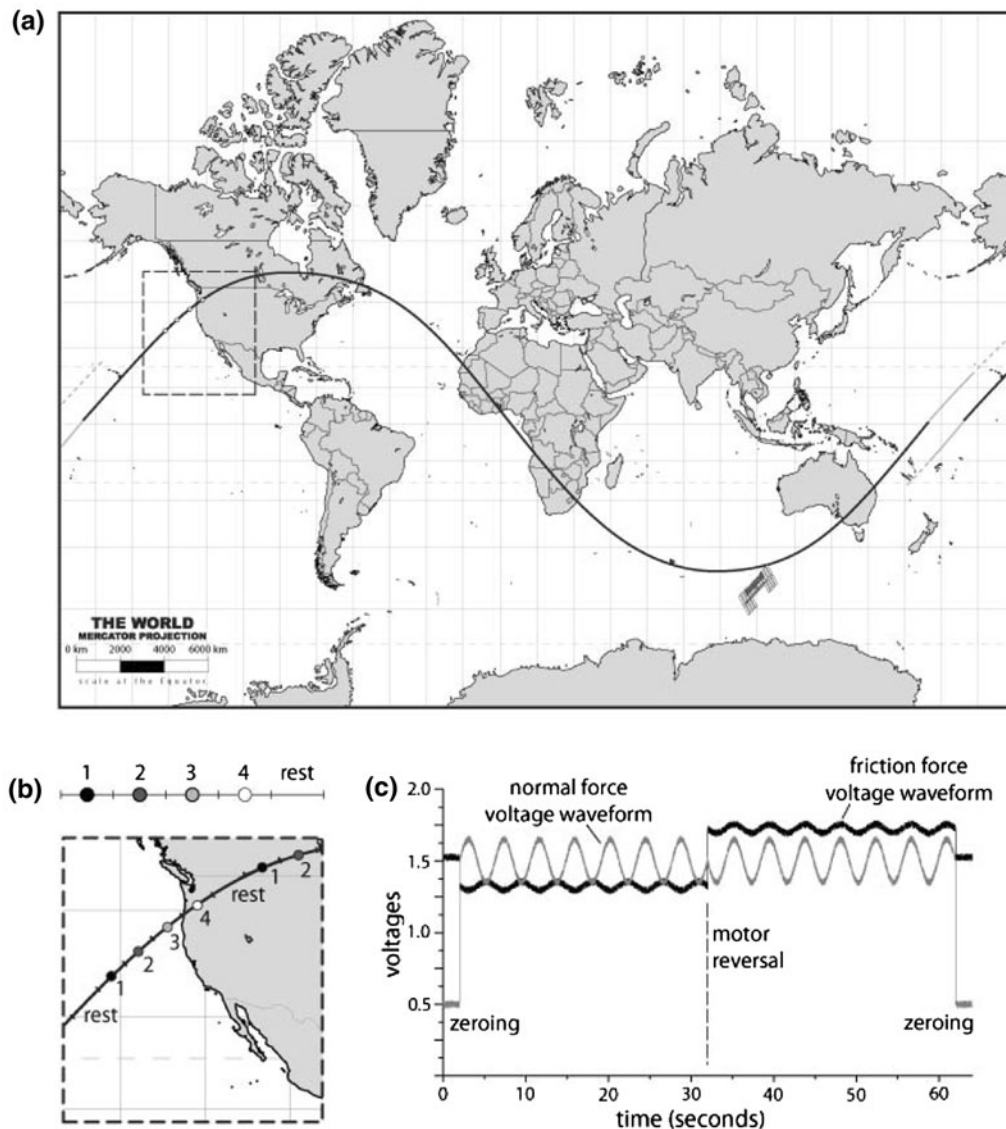 (a)
THE WORLD
MERCATOR PROJECTION
0 km 2000 4000 6000 km
scale at the Equator
(b)
1 2 3 4 rest
1 2
rest
4
3
2
1
rest
(c)
normal force
voltage waveform
friction force
voltage waveform
2.0
1.5
1.0
0.5
voltages
motor
reversal
zeroing zeroing
0 10 20 30 40 50 60
time (seconds)